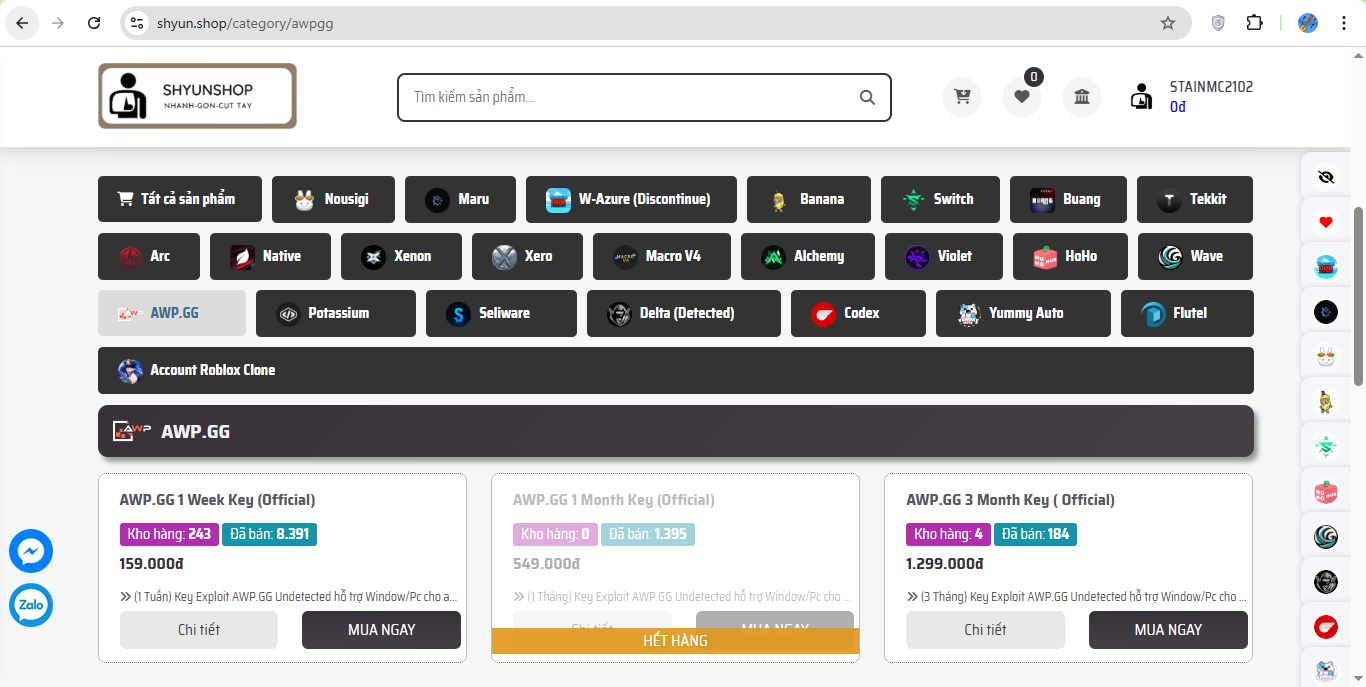 shyun.shop/category/awpgg
SHYUNSHOP
NHANH-GỌN-CỤT TAY
Tìm kiếm sản phẩm...
0
STAINMC2102
0đ
Tất cả sản phẩm
Nousigi
Maru
W-Azure (Discontinue)
Banana
Switch
Buang
Tekkit
Arc
Native
Xenon
Xero
Macro V4
Alchemy
Violet
HoHo
Wave
AWP.GG
Potassium
Seliware
Delta (Detected)
Codex
Yummy Auto
Flutel
Account Roblox Clone
AWP.GG
AWP.GG 1 Week Key (Official)
Kho hàng: 243 Đã bán: 8.391
159.000đ
(1 Tuần) Key Exploit AWP.GG Undetected hỗ trợ Window/Pc cho a...
Chi tiết MUA NGAY
AWP.GG 1 Month Key (Official)
Kho hàng: 0 Đã bán: 1.395
549.000đ
(1 Tháng) Key Exploit AWP.GG Undetected hỗ trợ Window/Pc cho ...
Chi tiết MUA NGAY
HẾT HÀNG
AWP.GG 3 Month Key ( Official)
Kho hàng: 4 Đã bán: 184
1.299.000đ
(3 Tháng) Key Exploit AWP.GG Undetected hỗ trợ Window/Pc cho ...
Chi tiết MUA NGAY
Zalo